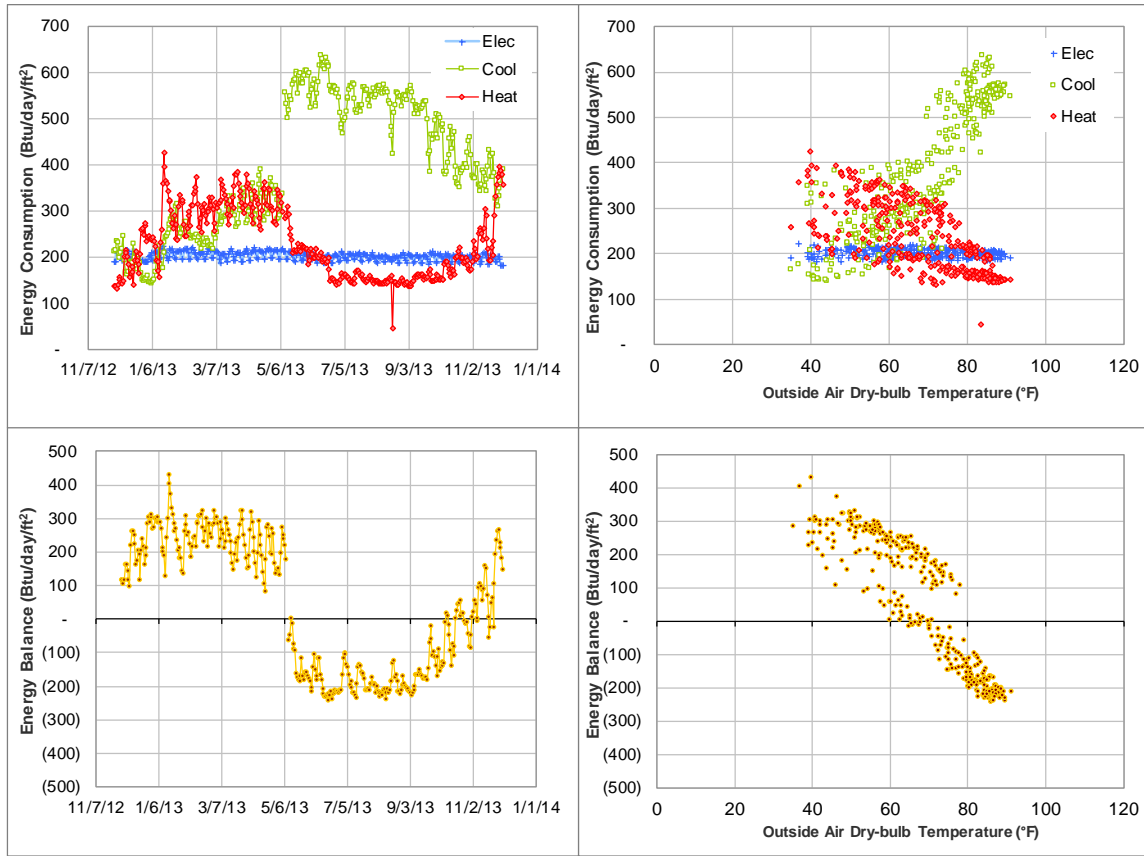 Energy Consumption (Btu/day/ft²)
700
600
500
400
300
200
100
-
11/7/12 1/6/13 3/7/13 5/6/13 7/5/13 9/3/13 11/2/13 1/1/14
Elec
Cool
Heat
Energy Consumption (Btu/day/ft²)
700
600
500
400
300
200
100
-
0 20 40 60 80 100 120
Outside Air Dry-bulb Temperature (°F)
Elec
Cool
Heat
Energy Balance (Btu/day/ft²)
500
400
300
200
100
-
(100)
(200)
(300)
(400)
(500)
11/7/12 1/6/13 3/7/13 5/6/13 7/5/13 9/3/13 11/2/13 1/1/14
Energy Balance (Btu/day/ft²)
500
400
300
200
100
-
(100)
(200)
(300)
(400)
(500)
0 20 40 60 80 100 120
Outside Air Dry-bulb Temperature (°F)